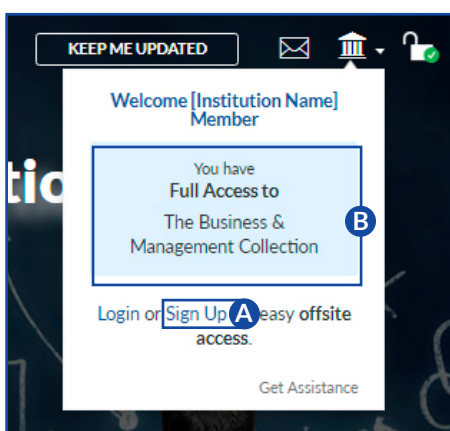 KEEP ME UPDATED
Welcome [Institution Name]
Member
tio
You have
Full Access to
The Business &
Management Collection
B
Login or Sign Up A easy offsite
access.
Get Assistance